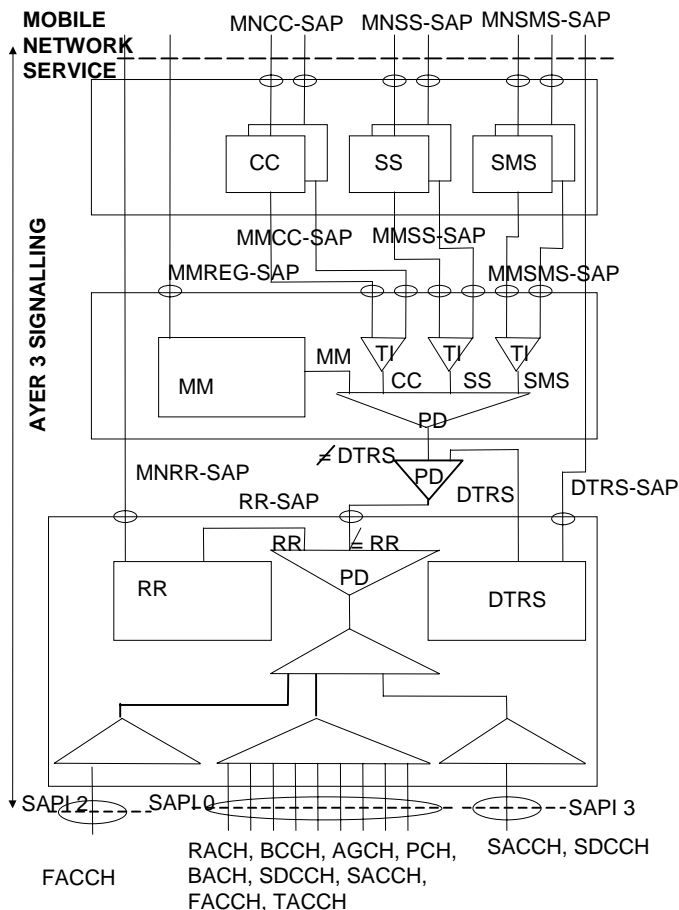 MOBILE
NETWORK
SERVICE
MNCC-SAP
MNSS-SAP
MNSMS-SAP
CC
SS
SMS
MMCC-SAP
MMSS-SAP
MMREG-SAP
MMSMS-SAP
AYER 3 SIGNALLING
MM
MM
TI
TI
TI
CC
SS
SMS
PD
≠ DTRS
PD
MNRR-SAP
DTRS
DTRS-SAP
RR-SAP
RR
≠ RR
PD
RR
DTRS
SAPI 2
SAPI 0
SAPI 3
RACH, BCCH, AGCH, PCH,
BACH, SDCCH, SACCH,
FACCH, TACCH
SACCH, SDCCH
FACCH